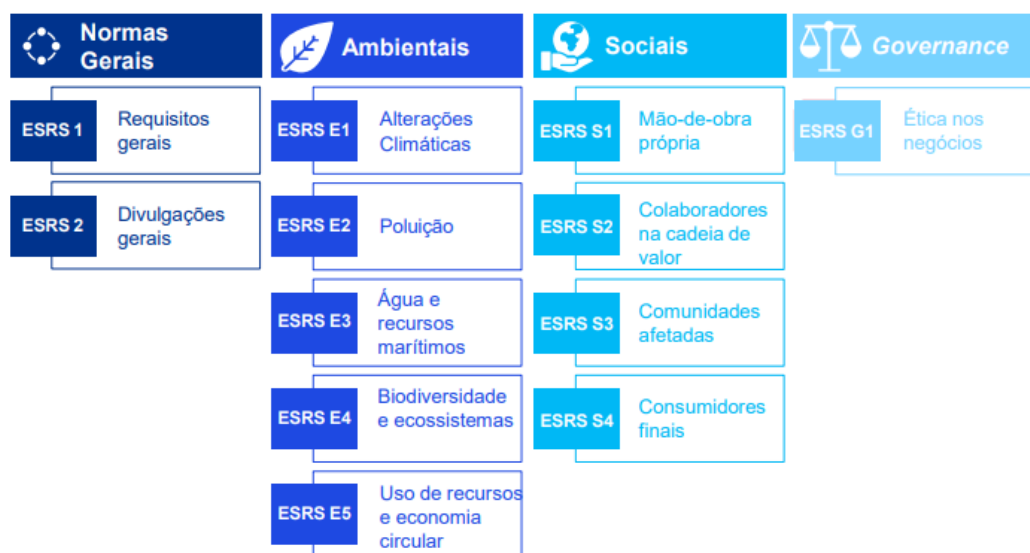 Normas
Gerais
ESRS 1
Requisitos
gerais
ESRS 2
Divulgações
gerais
Ambientais
ESRS E1
Alterações
Climáticas
ESRS E2
Poluição
ESRS E3
Água e
recursos
marítimos
ESRS E4
Biodiversidade
e ecossistemas
ESRS E5
Uso de recursos
e economia
circular
Sociais
ESRS S1
Mão-de-obra
própria
ESRS S2
Colaboradores
na cadeia de
valor
ESRS S3
Comunidades
afetadas
ESRS S4
Consumidores
finais
Governance
ESRS G1
Ética nos
negócios